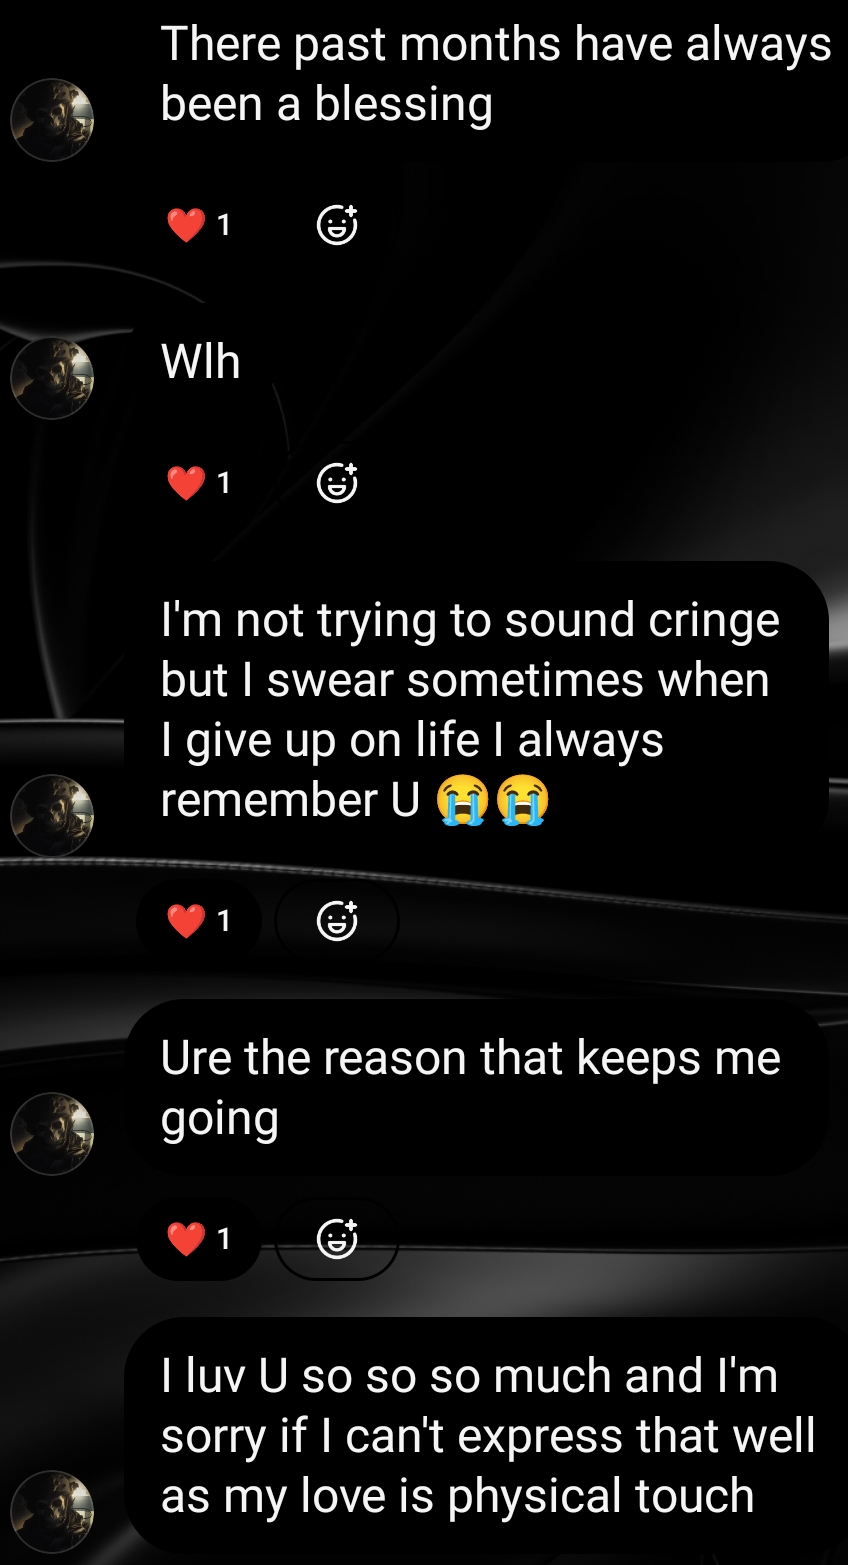 There past months have always
been a blessing
❤️ 1
Wlh
❤️ 1
I'm not trying to sound cringe
but I swear sometimes when
I give up on life I always
remember U 😭😭
❤️ 1
Ure the reason that keeps me
going
❤️ 1
I luv U so so so much and I'm
sorry if I can't express that well
as my love is physical touch